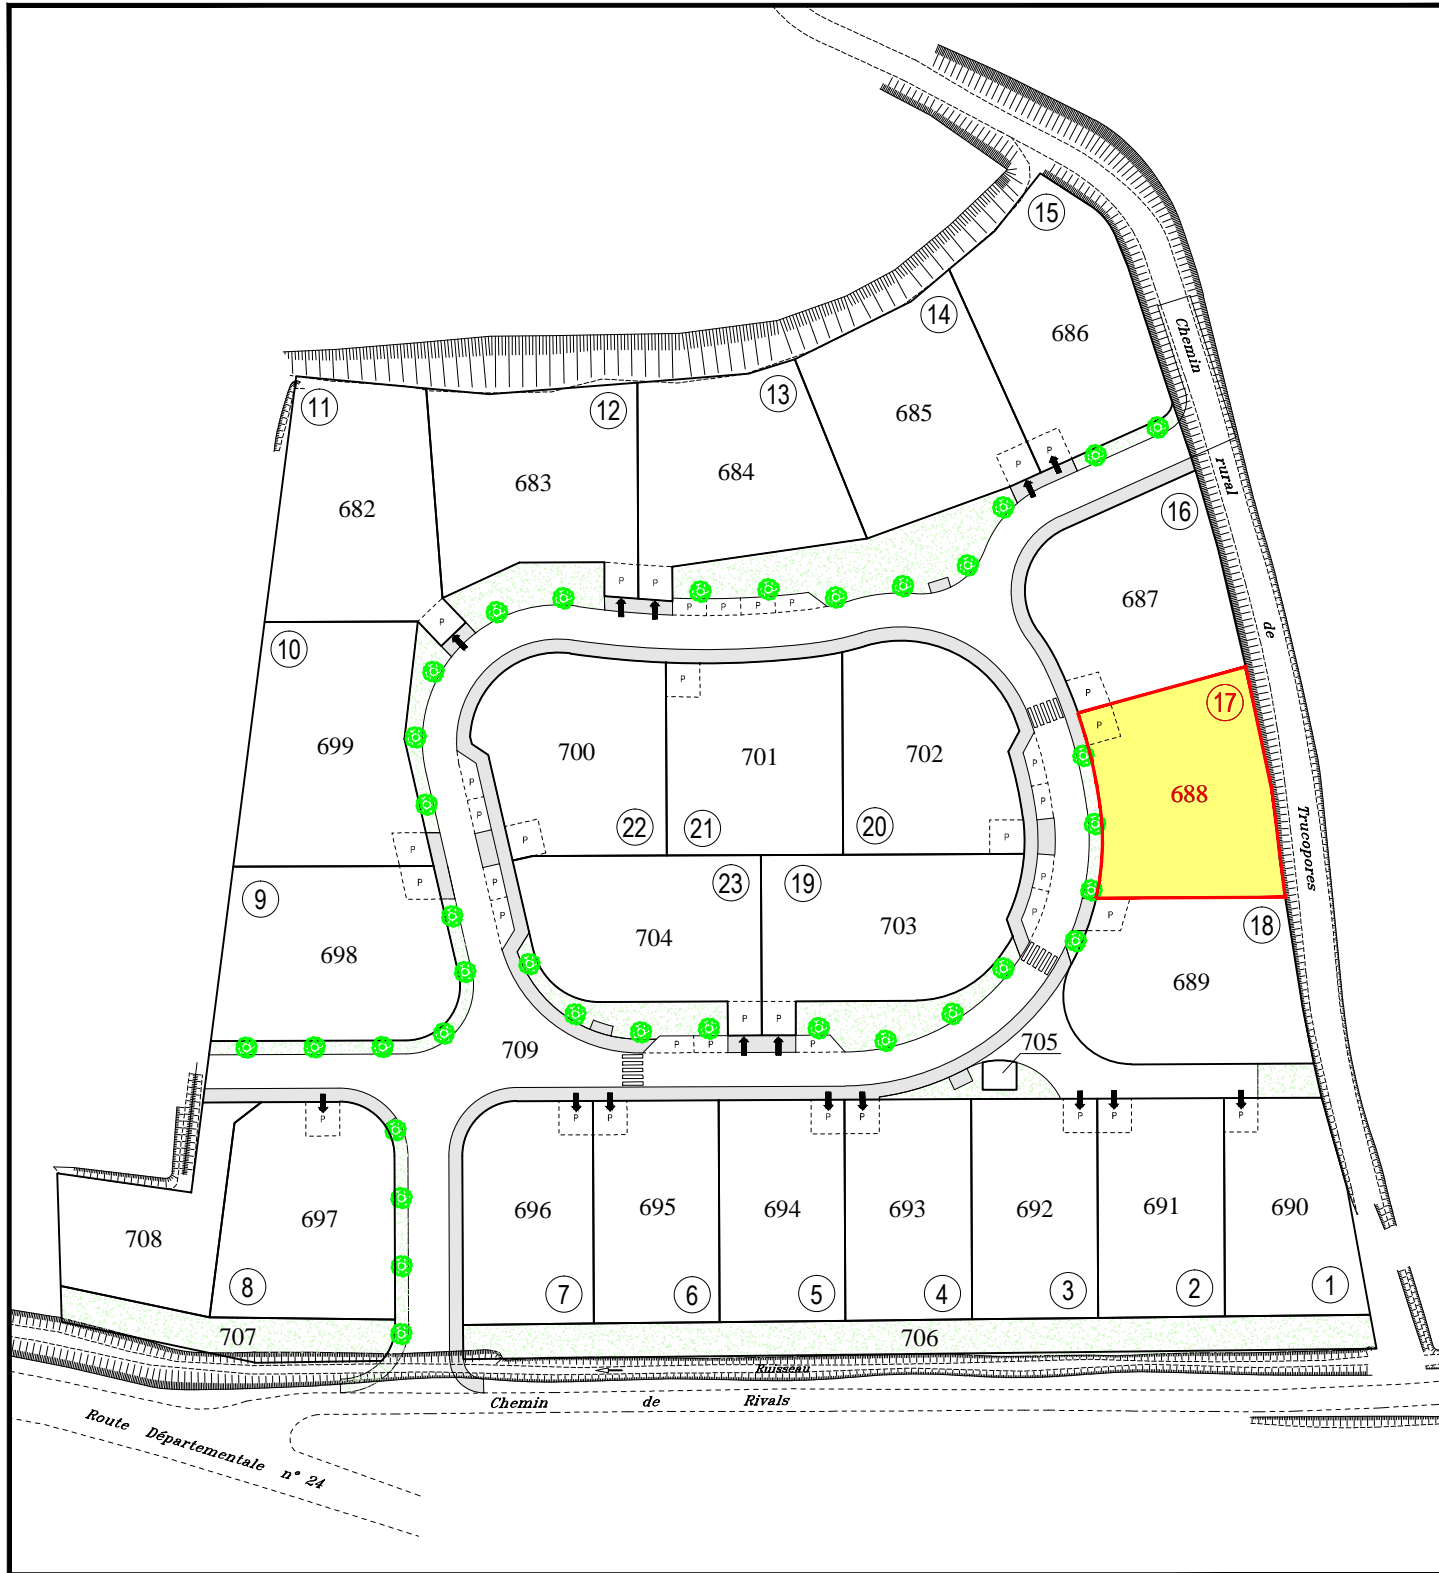 15
14
686
Chemin
11
12
13
685
P
P
rural
683
684
682
16
P
P
P
P
P
P
687
P
de
10
P
P
17
P
699
700
701
702
P
P
P
688
P
22
21
20
Trucopores
P
P
P
P
P
P
P
23
19
9
P
P
18
704
703
698
689
P
P
709
P
P
P
705
P
P
P
P
P
P
P
P
696
695
694
693
692
691
690
697
708
8
7
6
5
4
3
2
1
707
706
Ruisseau
Chemin de Rivals
Route Départementale n° 24